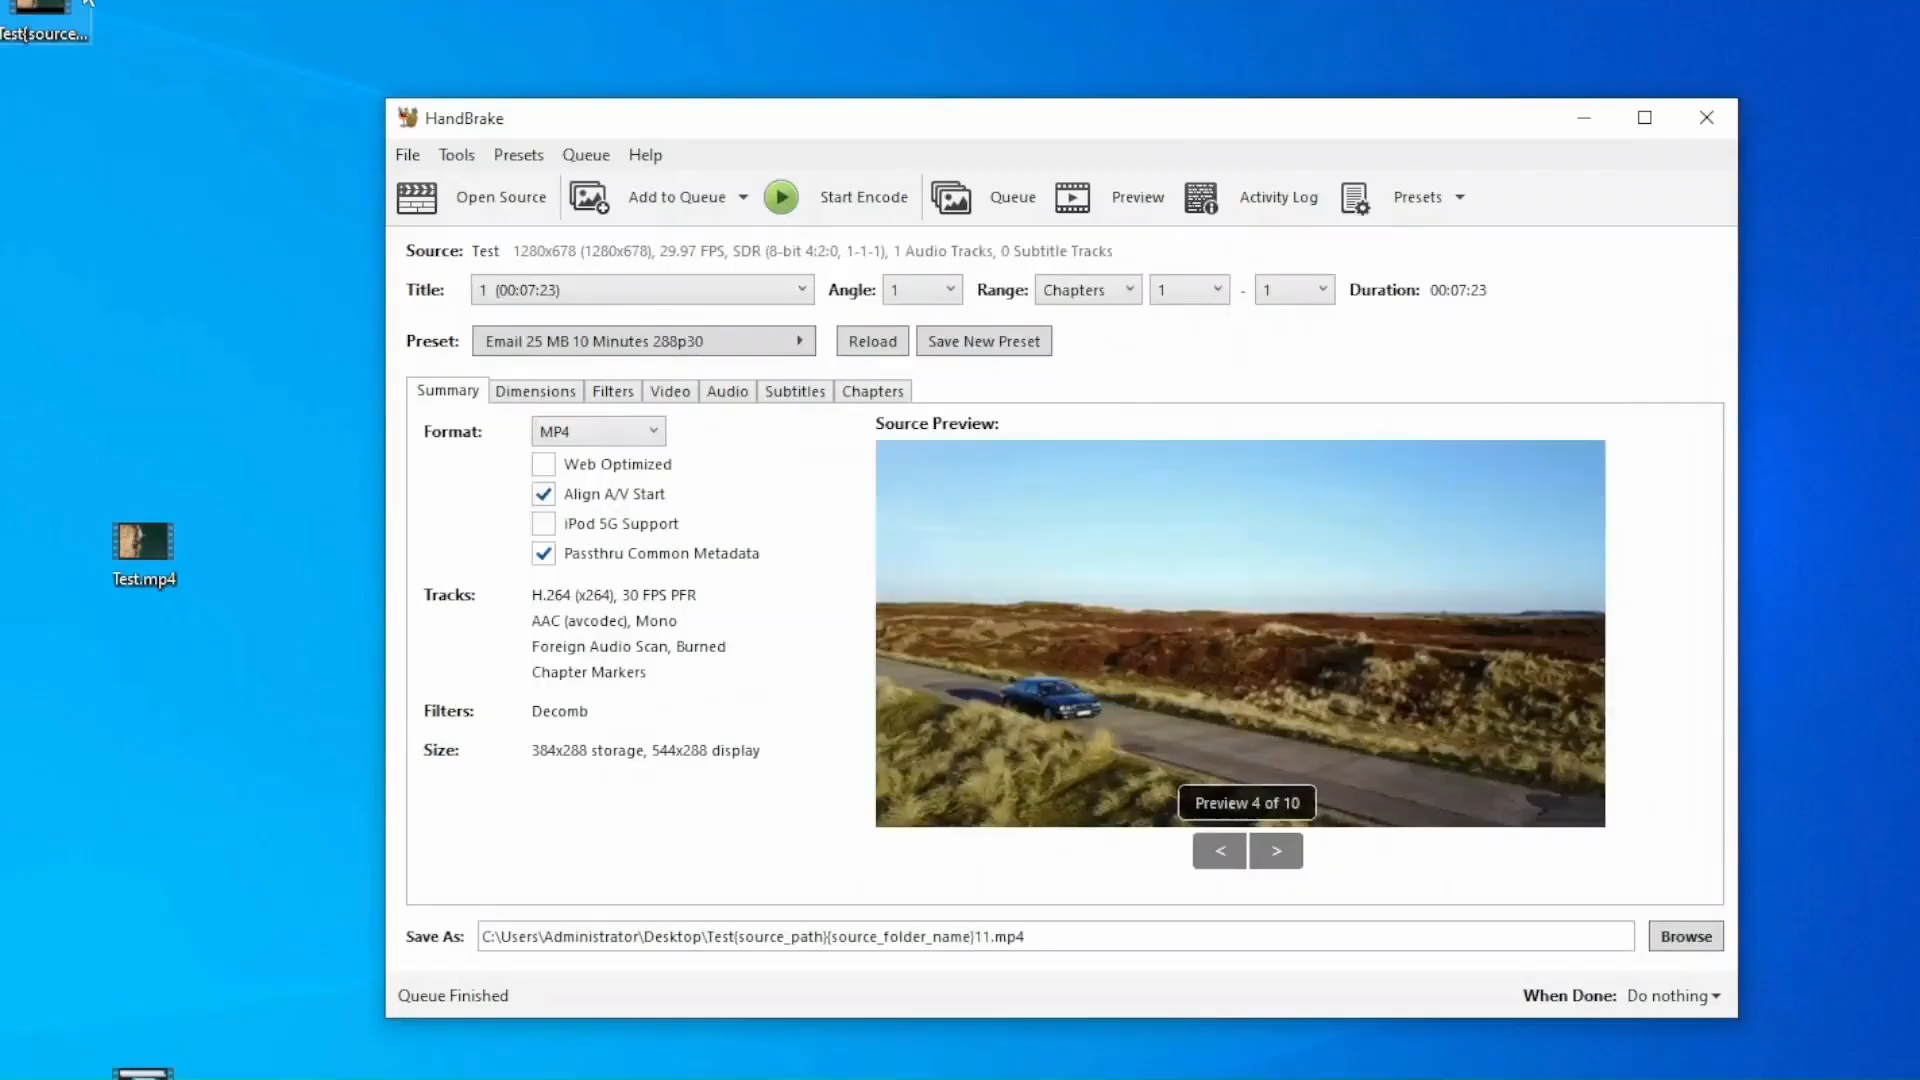 Test{source...
HandBrake
File Tools Presets Queue Help
Open Source Add to Queue Start Encode Queue Preview Activity Log Presets
Source: Test 1280x678 (1280x678), 29.97 FPS, SDR (8-bit 4:2:0, 1-1-1), 1 Audio Tracks, 0 Subtitle Tracks
Title: 1 (00:07:23) Angle: 1 Range: Chapters 1 - 1 Duration: 00:07:23
Preset: Email 25 MB 10 Minutes 288p30 Reload Save New Preset
Summary Dimensions Filters Video Audio Subtitles Chapters
Format: MP4
Source Preview:
Web Optimized
Align A/V Start
iPod 5G Support
Passthru Common Metadata
Test.mp4
Tracks: H.264 (x264), 30 FPS PFR
AAC (avcodec), Mono
Foreign Audio Scan, Burned
Chapter Markers
Filters: Decomb
Size: 384x288 storage, 544x288 display
Preview 4 of 10
< >
Save As: C:\Users\Administrator\Desktop\Test{source_path}{source_folder_name}11.mp4 Browse
Queue Finished When Done: Do nothing